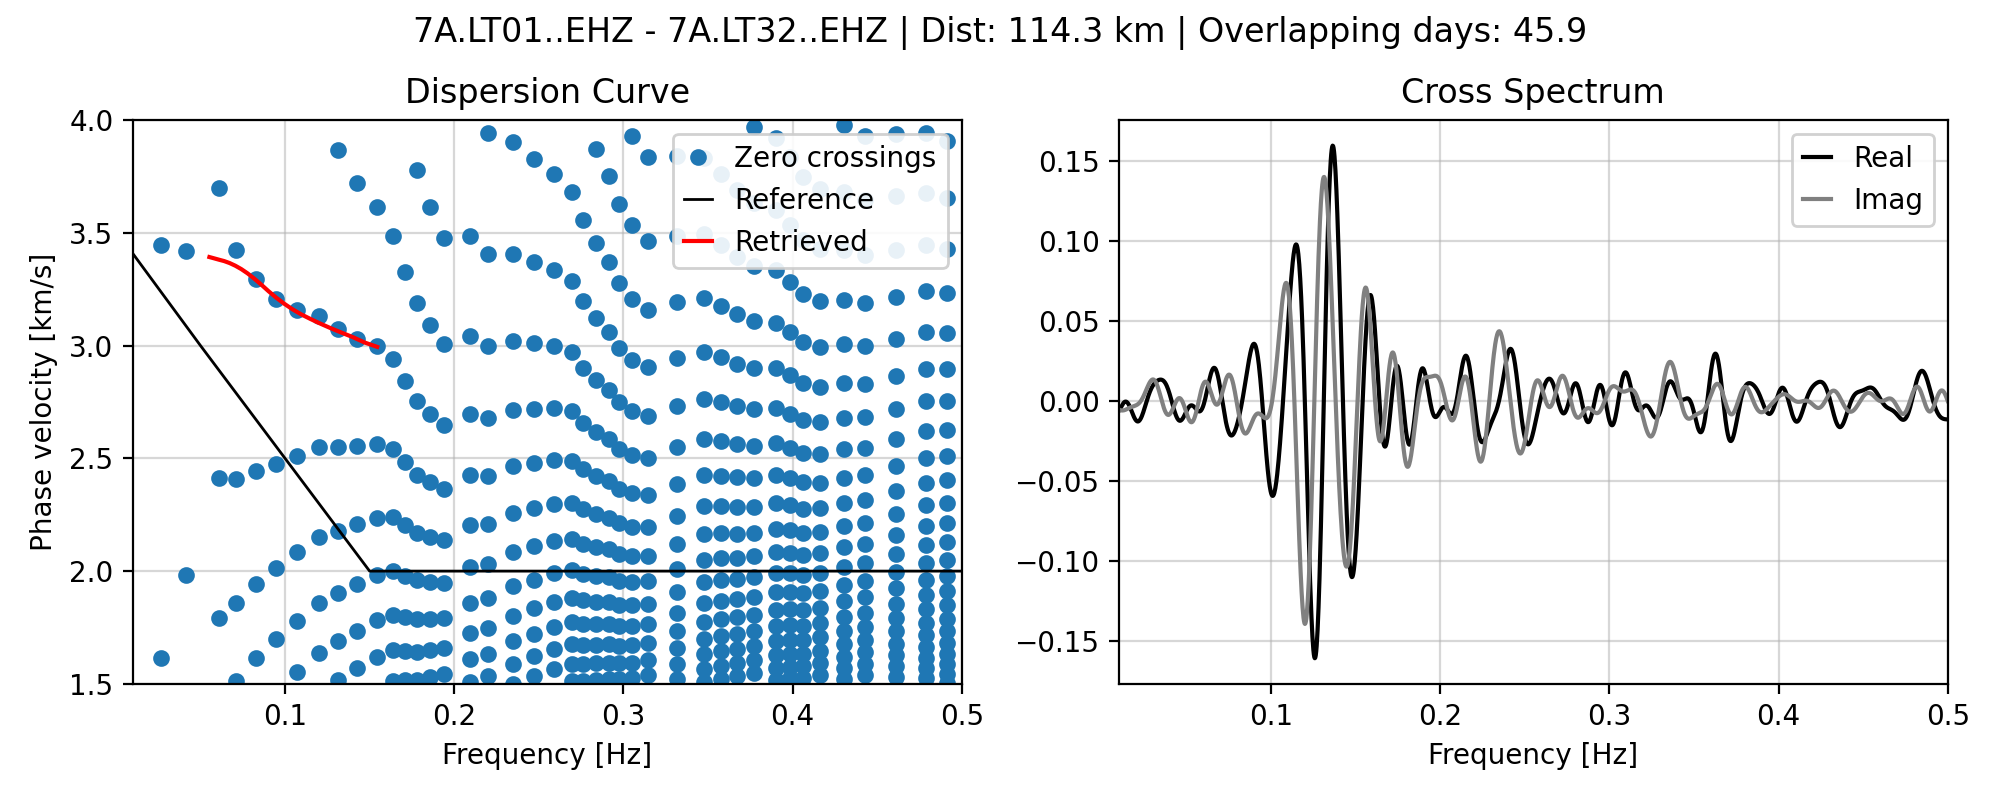 7A.LT01..EHZ - 7A.LT32..EHZ | Dist: 114.3 km | Overlapping days: 45.9
Dispersion Curve
Phase velocity [km/s]
4.0
3.5
3.0
2.5
2.0
1.5
0.1 0.2 0.3 0.4 0.5
Frequency [Hz]
Zero crossings
Reference
Retrieved
Cross Spectrum
0.15
0.10
0.05
0.00
−0.05
−0.10
−0.15
0.1 0.2 0.3 0.4 0.5
Frequency [Hz]
Real
Imag